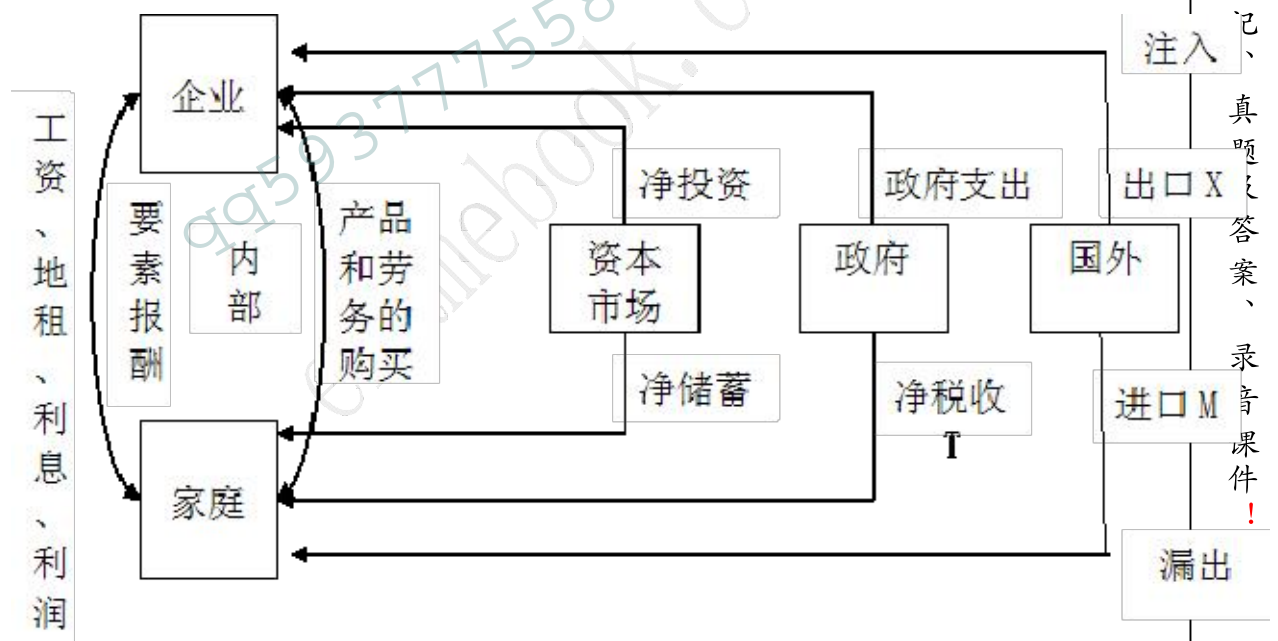 注入
企业
工资、地租、利息、利润
净投资
政府支出
出口 X
要素报酬
内部
产品
和劳
务的
购买
资本
市场
政府
国外
净储蓄
净税收
T
进口 M
家庭
漏出
记、真题及答案、录音课件!
qq593777558